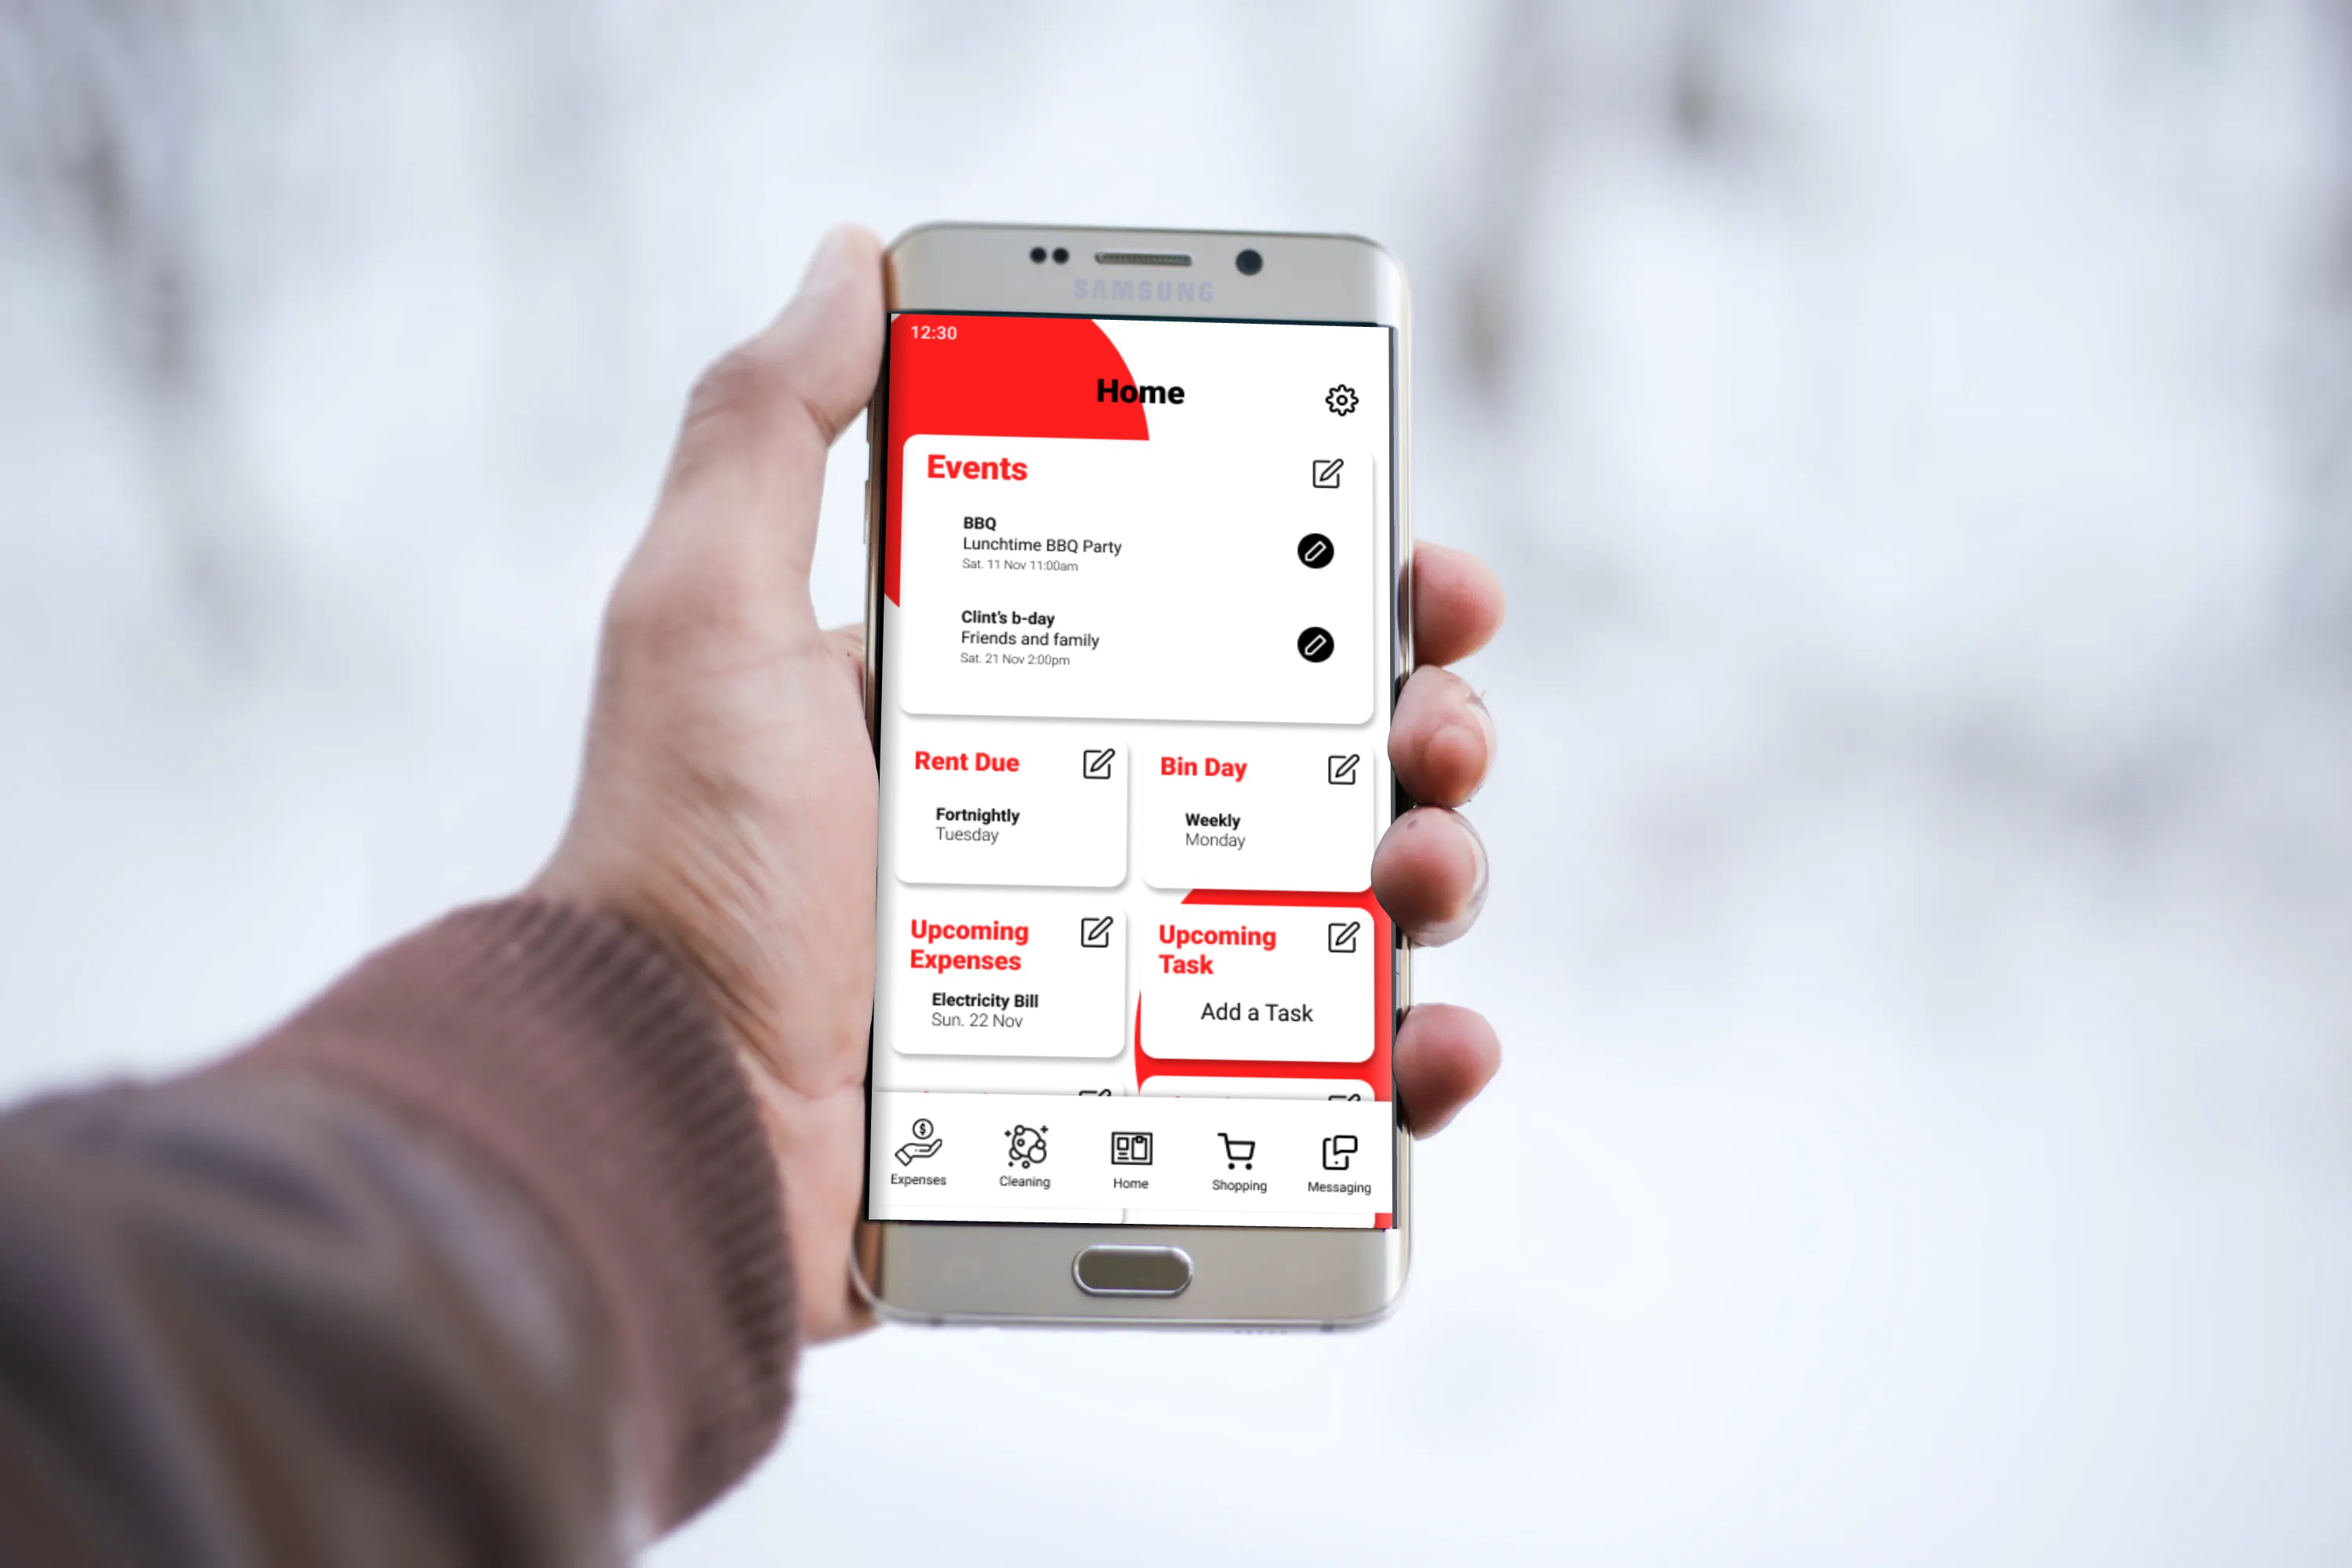 SAMSUNG
12:30
Home
Events
BBQ
Lunchtime BBQ Party
Sat. 11 Nov 11:00am
Clint's b-day
Friends and family
Sat. 21 Nov 2:00pm
Rent Due
Fortnightly
Tuesday
Bin Day
Weekly
Monday
Upcoming
Expenses
Electricity Bill
Sun. 22 Nov
Upcoming
Task
Add a Task
Expenses
Cleaning
Home
Shopping
Messaging